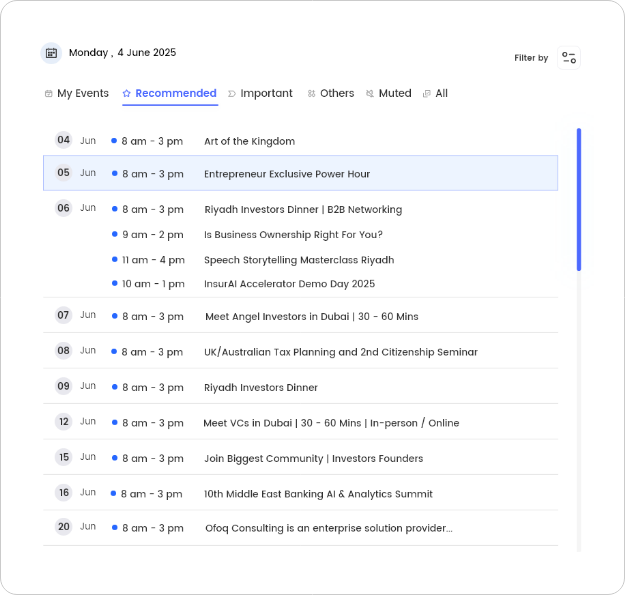 Monday , 4 June 2025
Filter by
My Events Recommended Important Others Muted All
04 Jun 8 am - 3 pm Art of the Kingdom
05 Jun 8 am - 3 pm Entrepreneur Exclusive Power Hour
06 Jun 8 am - 3 pm Riyadh Investors Dinner | B2B Networking
9 am - 2 pm Is Business Ownership Right For You?
11 am - 4 pm Speech Storytelling Masterclass Riyadh
10 am - 1 pm InsurAI Accelerator Demo Day 2025
07 Jun 8 am - 3 pm Meet Angel Investors in Dubai | 30 - 60 Mins
08 Jun 8 am - 3 pm UK/Australian Tax Planning and 2nd Citizenship Seminar
09 Jun 8 am - 3 pm Riyadh Investors Dinner
12 Jun 8 am - 3 pm Meet VCs in Dubai | 30 - 60 Mins | In-person / Online
15 Jun 8 am - 3 pm Join Biggest Community | Investors Founders
16 Jun 8 am - 3 pm 10th Middle East Banking AI & Analytics Summit
20 Jun 8 am - 3 pm Ofoq Consulting is an enterprise solution provider...